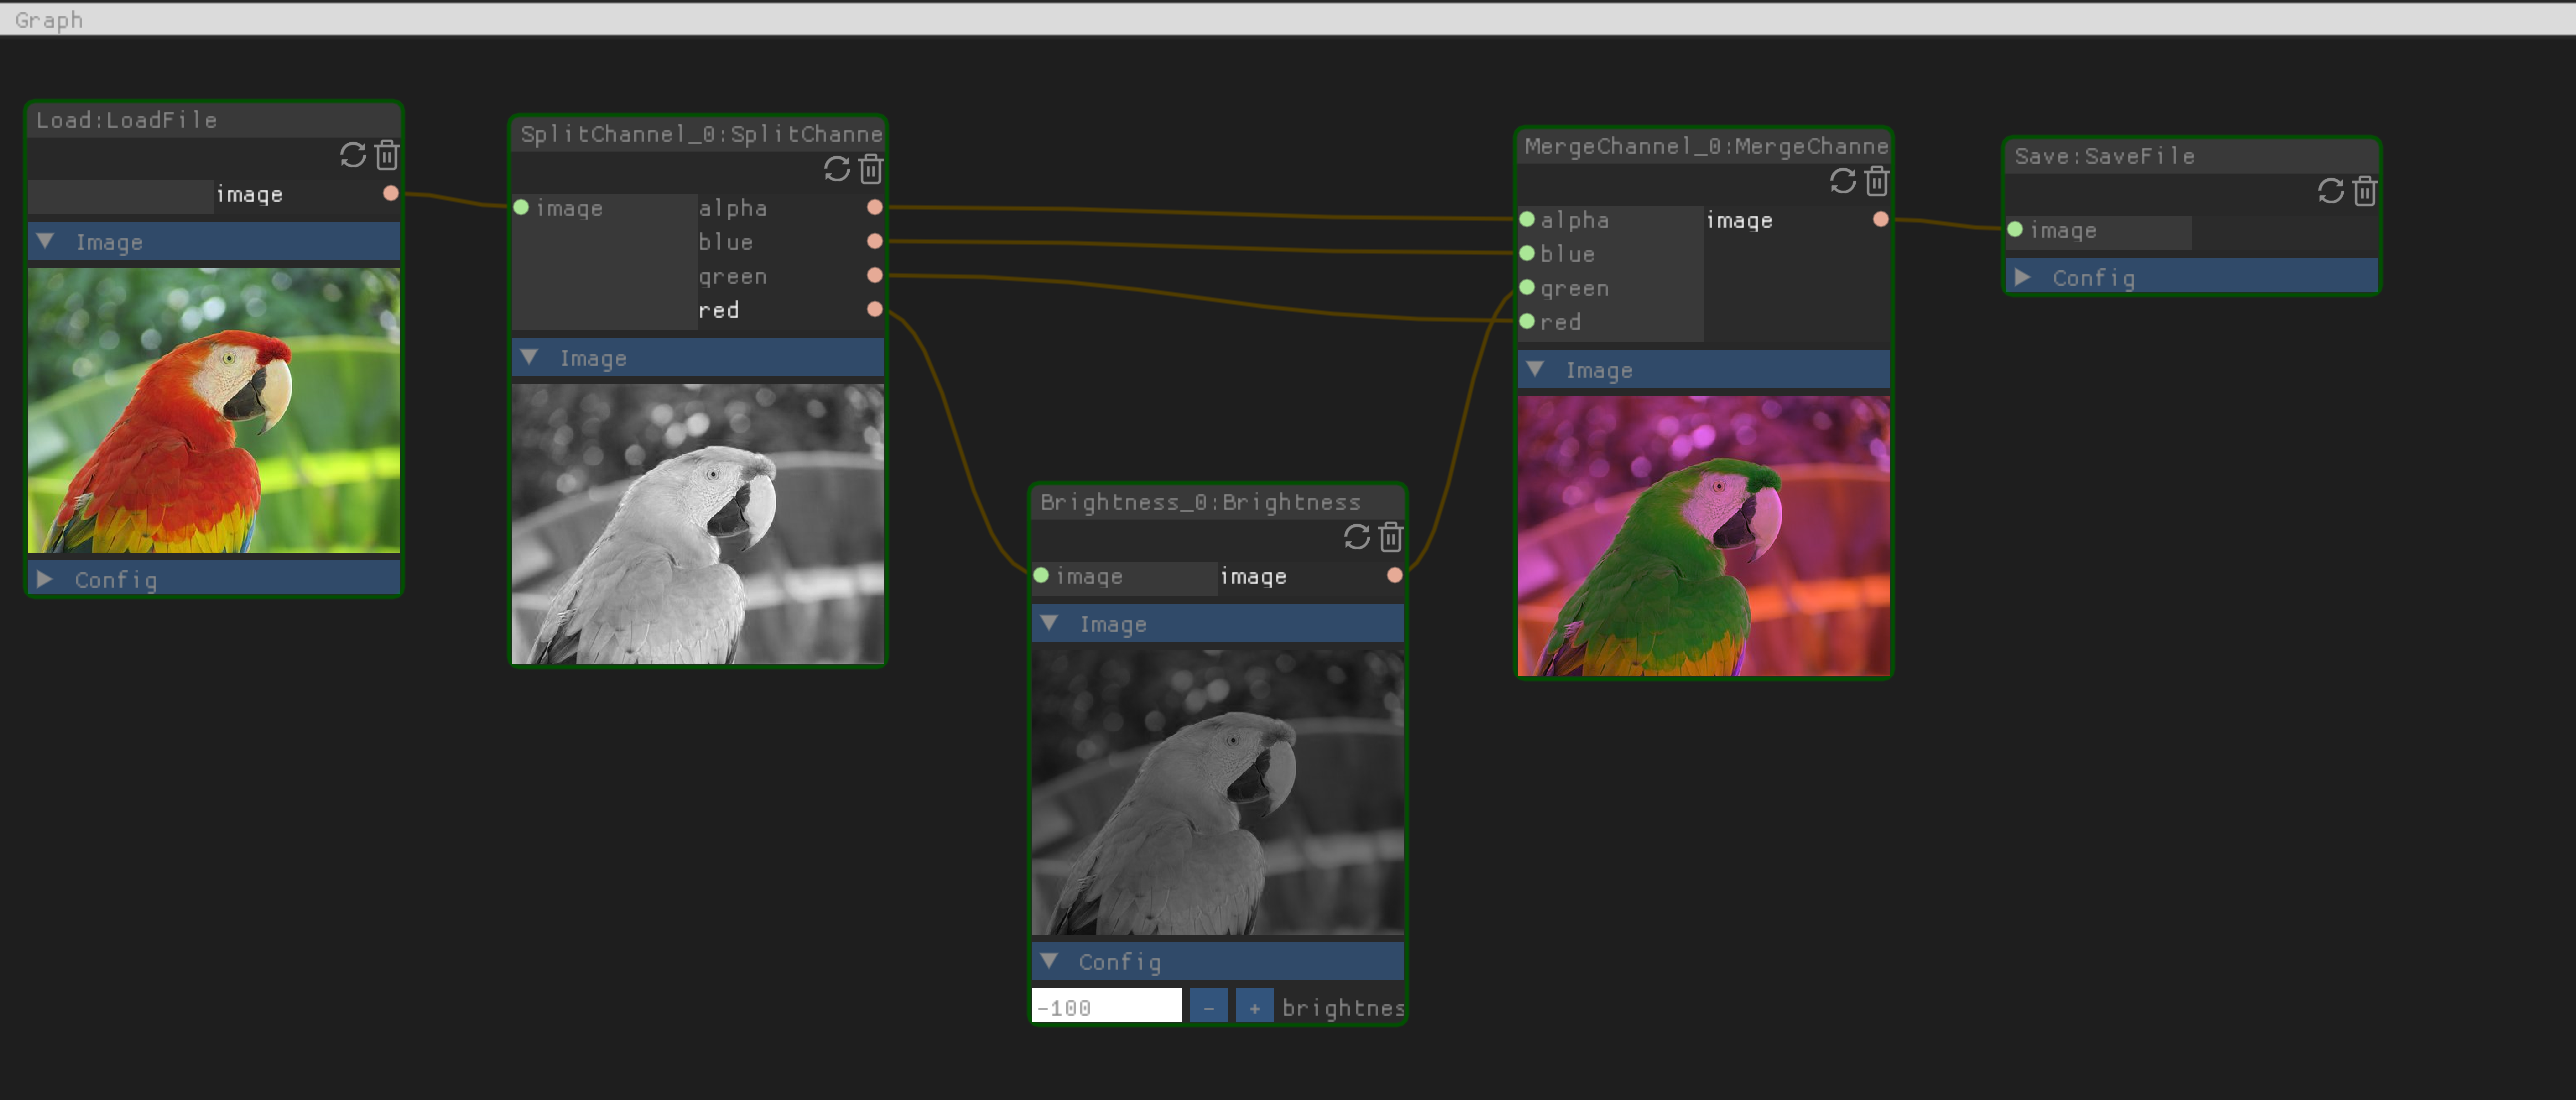 Graph
Load:LoadFile
image
Image
Config
SplitChannel_0:SplitChanne
image
alpha
blue
green
red
Image
Brightness_0:Brightness
image
image
Image
Config
-100
-
+
brightnes
MergeChannel_0:MergeChanne
alpha
image
blue
green
red
Image
Save:SaveFile
image
Config